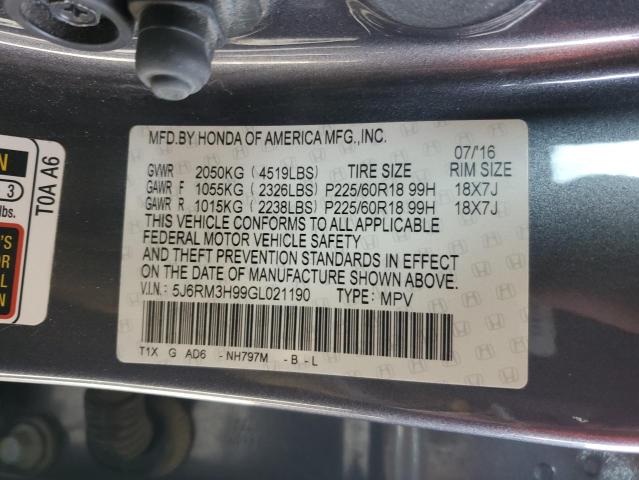 MFD.BY HONDA OF AMERICA MFG.,INC.
07/'16
GVWR 2050KG ( 4519LBS) TIRE SIZE RIM SIZE
GAWR F 1055KG ( 2326LBS) P225/60R18 99H 18X7J
GAWR R 1015KG ( 2238LBS) P225/60R18 99H 18X7J
THIS VEHICLE CONFORMS TO ALL APPLICABLE
FEDERAL MOTOR VEHICLE SAFETY
AND THEFT PREVENTION STANDARDS IN EFFECT
ON THE DATE OF MANUFACTURE SHOWN ABOVE.
V.I.N.: 5J6RM3H99GL021190 TYPE: MPV
T1X G AD6 - NH797M - B - L
T0A A6
N
3
lbs.
'S
OR